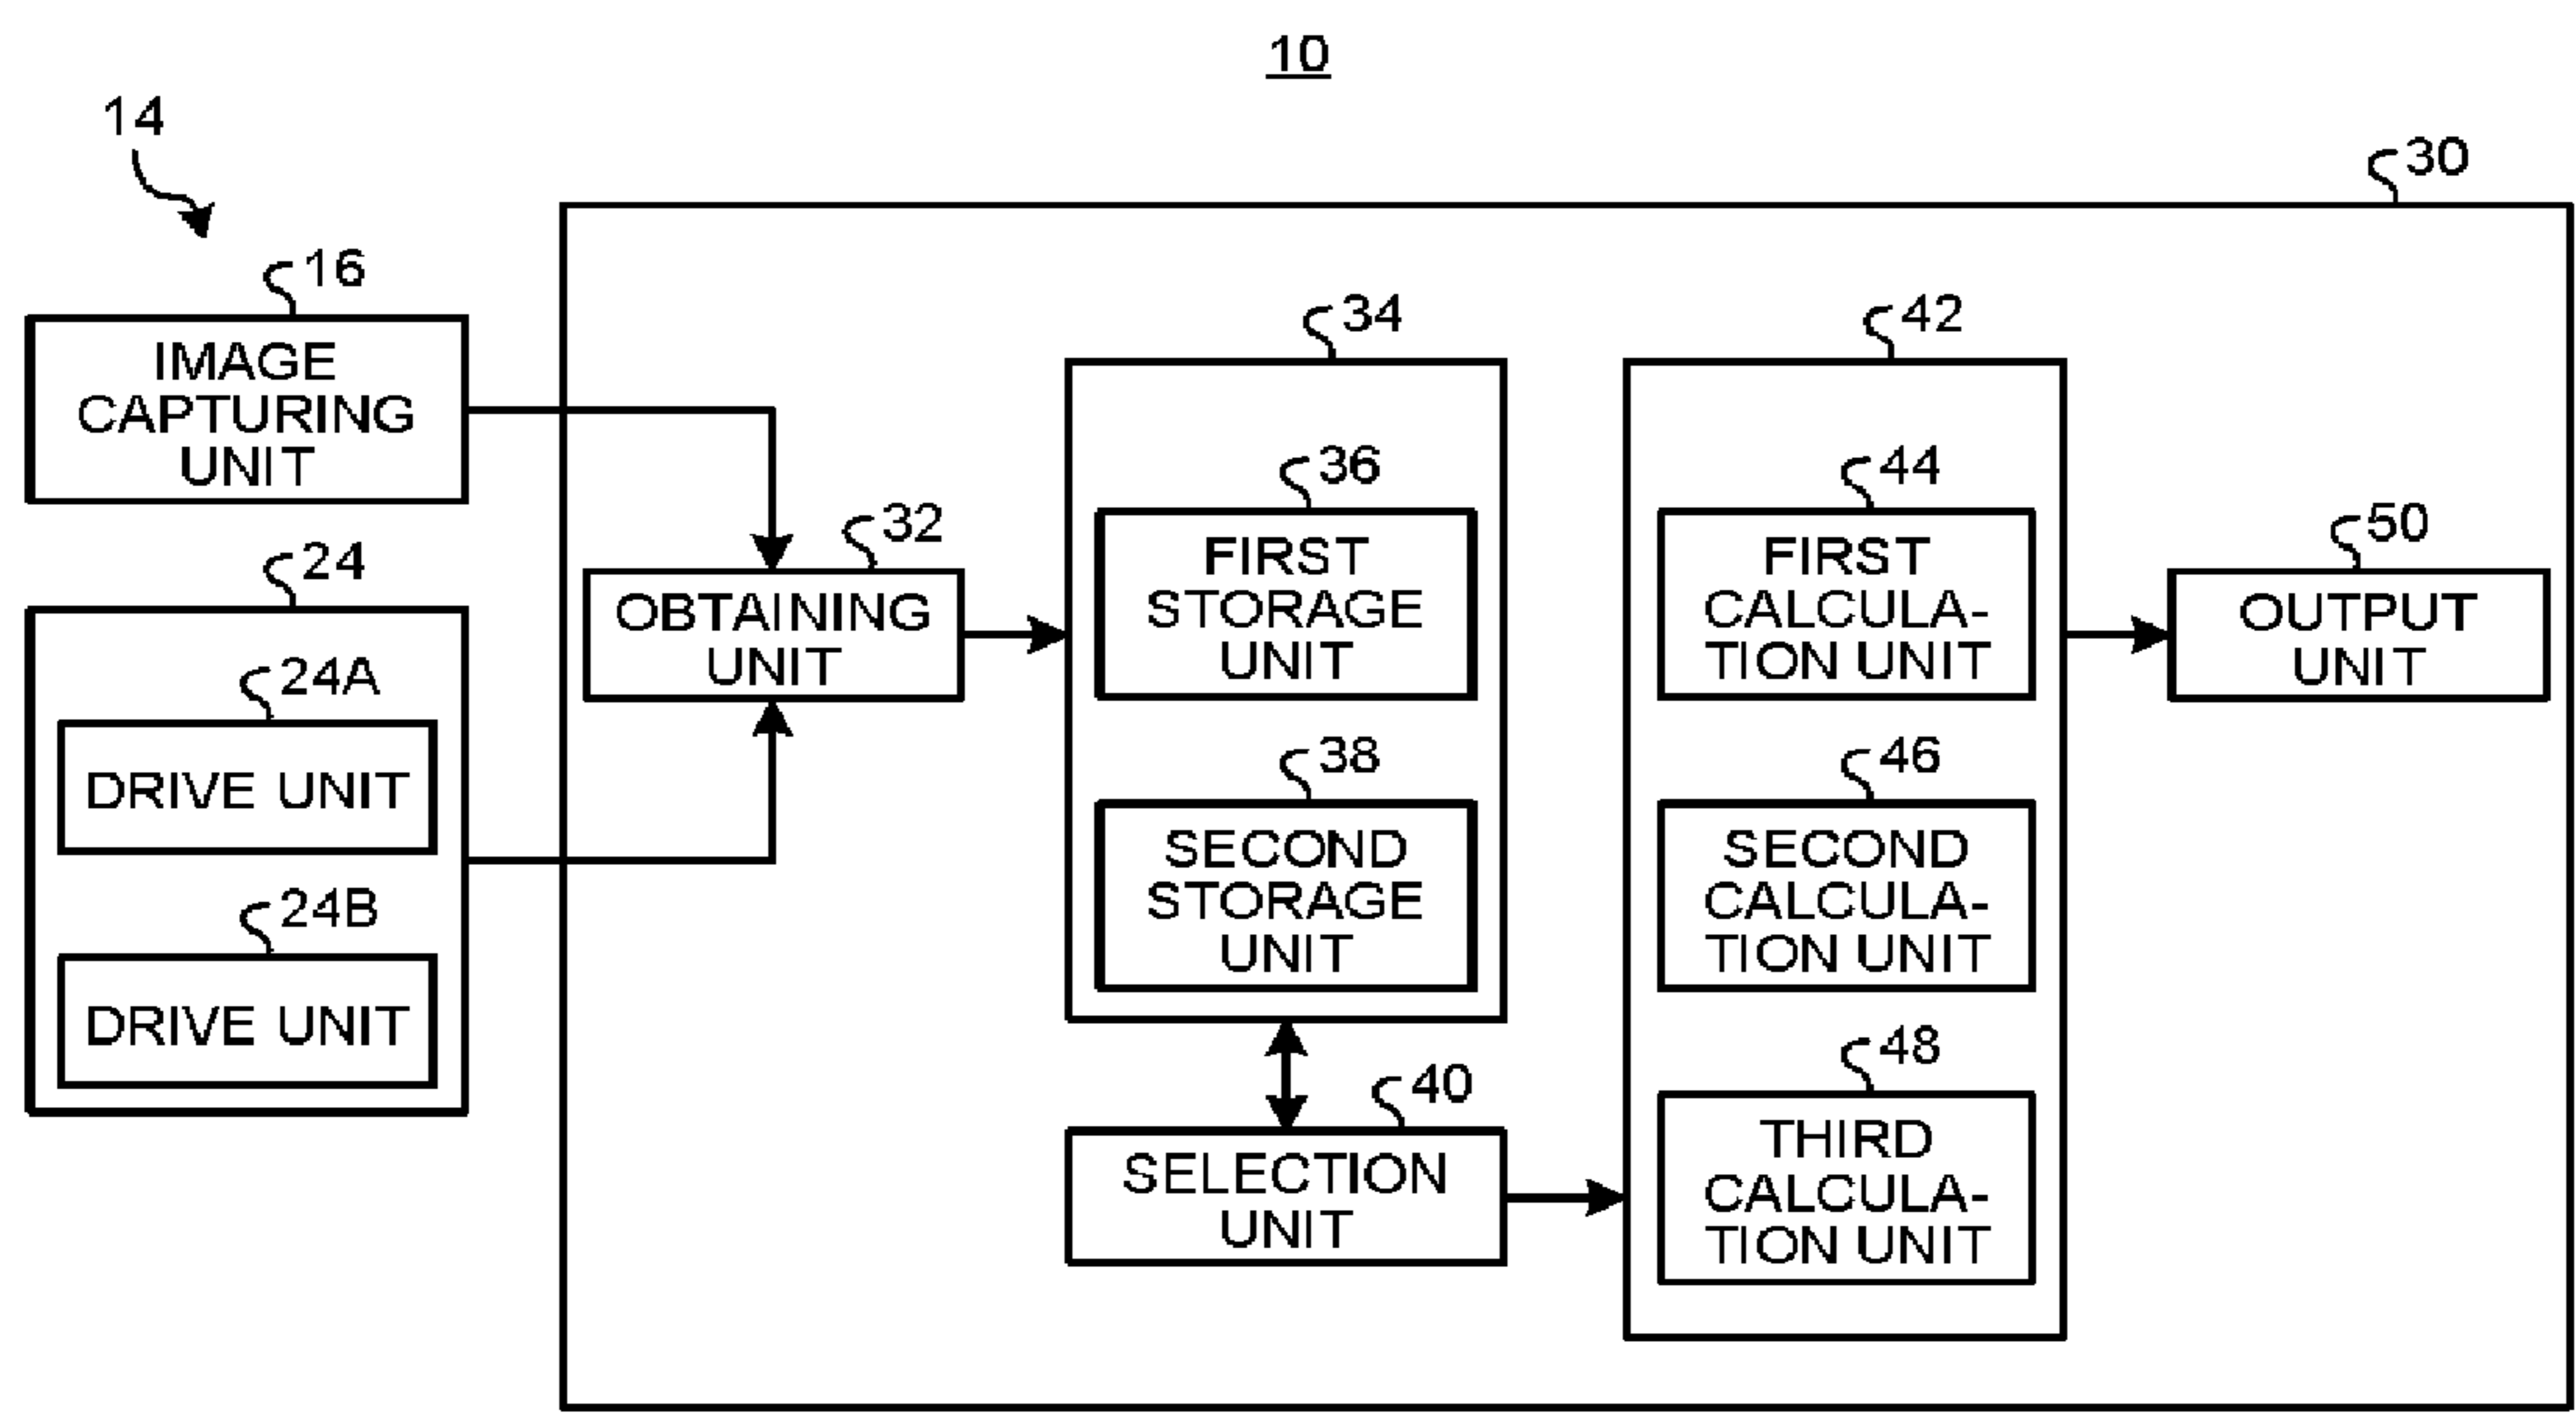 10
14
30
16
IMAGE
CAPTURING
UNIT
24
24A
DRIVE UNIT
24B
DRIVE UNIT
32
OBTAINING
UNIT
34
36
FIRST
STORAGE
UNIT
38
SECOND
STORAGE
UNIT
40
SELECTION
UNIT
42
44
FIRST
CALCULA-
TION UNIT
46
SECOND
CALCULA-
TION UNIT
48
THIRD
CALCULA-
TION UNIT
50
OUTPUT
UNIT